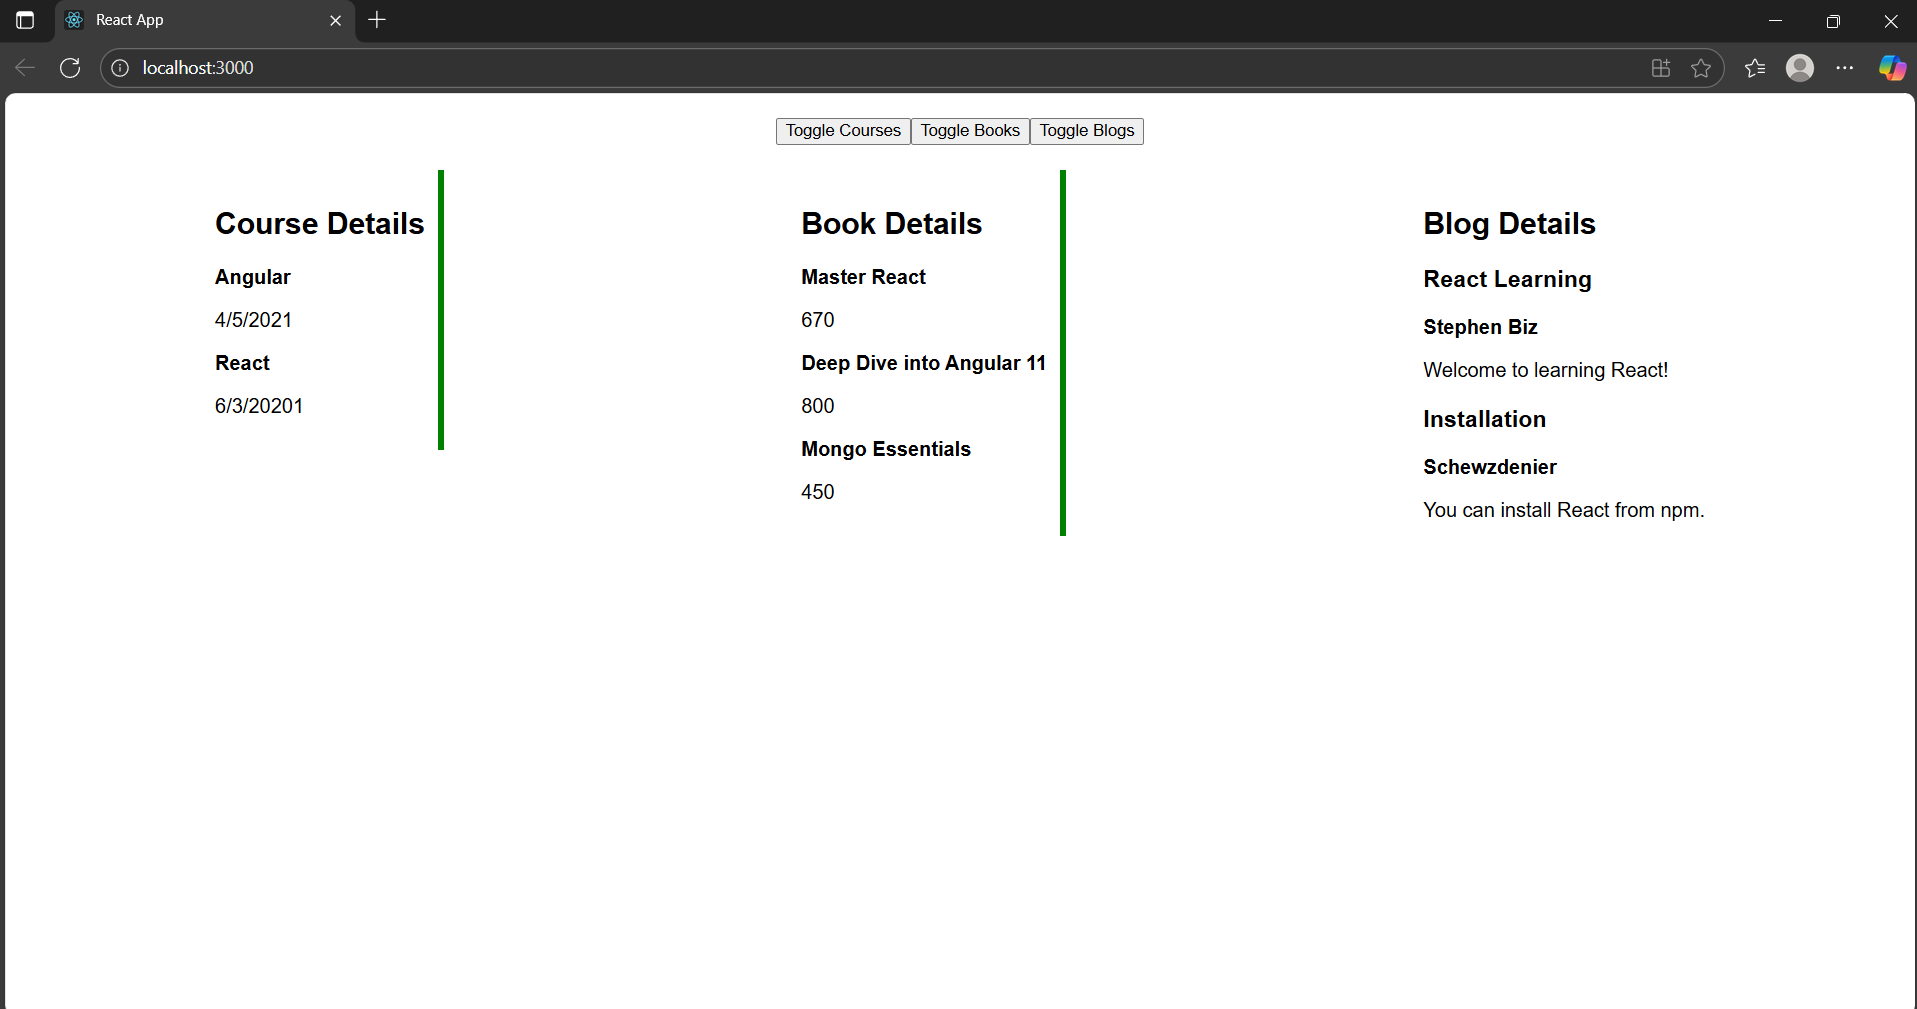 React App
localhost:3000
Toggle Courses Toggle Books Toggle Blogs
Course Details
Angular
4/5/2021
React
6/3/20201
Book Details
Master React
670
Deep Dive into Angular 11
800
Mongo Essentials
450
Blog Details
React Learning
Stephen Biz
Welcome to learning React!
Installation
Schewzdenier
You can install React from npm.